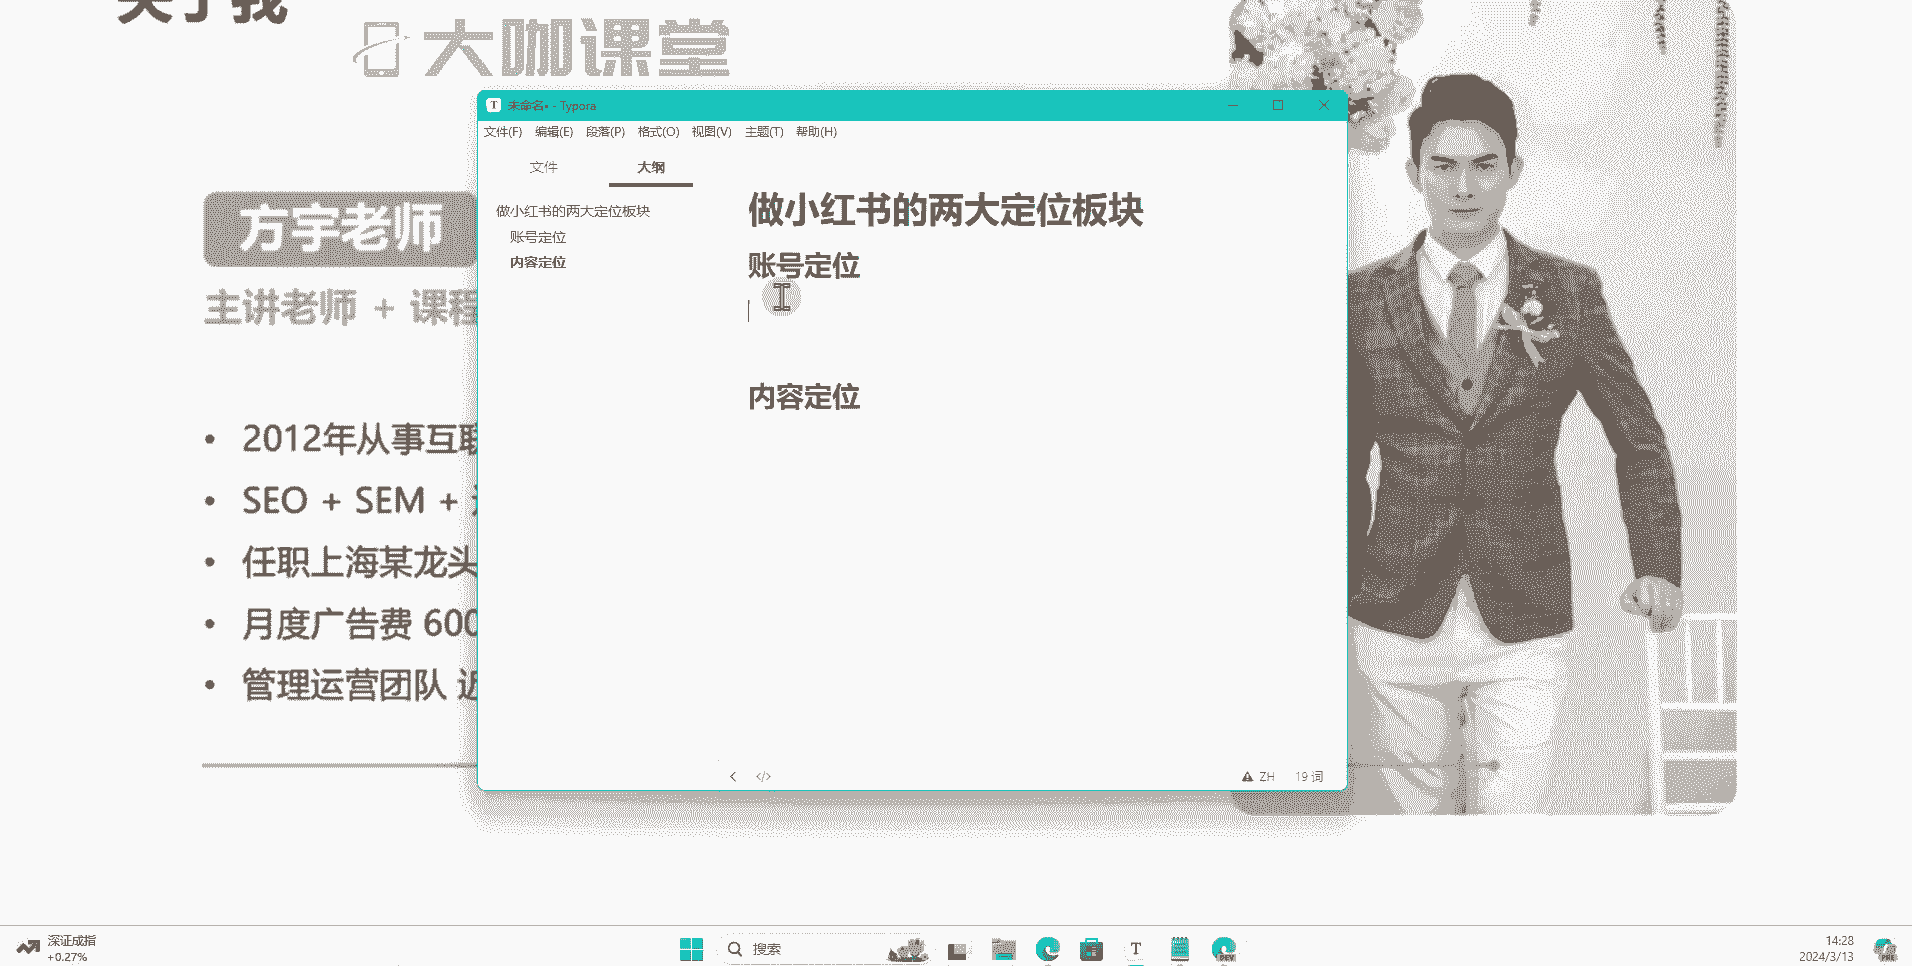 关于我
大咖课堂
未命名• - Typora
文件(F) 编辑(E) 段落(P) 格式(O) 视图(V) 主题(T) 帮助(H)
文件 大纲
做小红书的两大定位板块
账号定位
内容定位
做小红书的两大定位板块
账号定位
内容定位
</> ZH 19 词
方宇老师
主讲老师 + 课程
2012年从事互联
SEO + SEM +
任职上海某龙头
月度广告费 600
管理运营团队 近
深证成指
+0.27%
搜索
T
DEV
14:28
2024/3/13
PRE